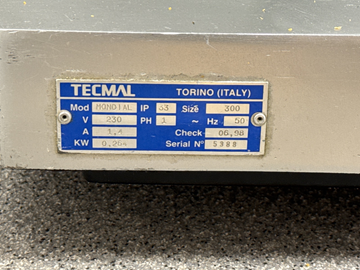 TECMAL TORINO (ITALY)
Mod MONDIAL IP 33 Size 300
V 230 PH 1 ~ Hz 50
A 1,4 Check 06,98
KW 0,264 Serial N°